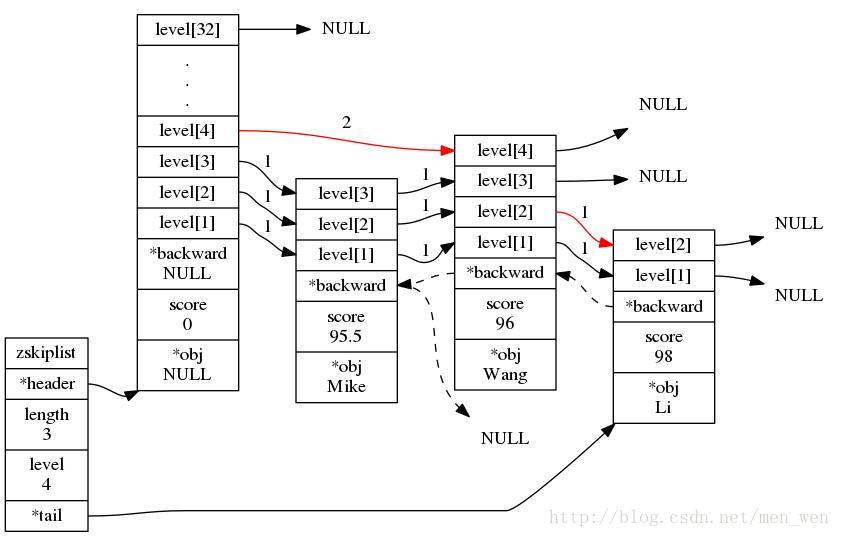 level[32]
NULL
.
.
.
level[4]
2
level[3]
1
level[2]
1
level[1]
1
*backward
NULL
score
0
*obj
NULL
level[3]
1
level[2]
1
level[1]
1
*backward
score
95.5
*obj
Mike
NULL
level[4]
NULL
level[3]
NULL
level[2]
1
level[1]
1
*backward
score
96
*obj
Wang
level[2]
NULL
level[1]
NULL
*backward
score
98
*obj
Li
zskiplist
*header
length
3
level
4
*tail
http://blog.csdn.net/men_wen